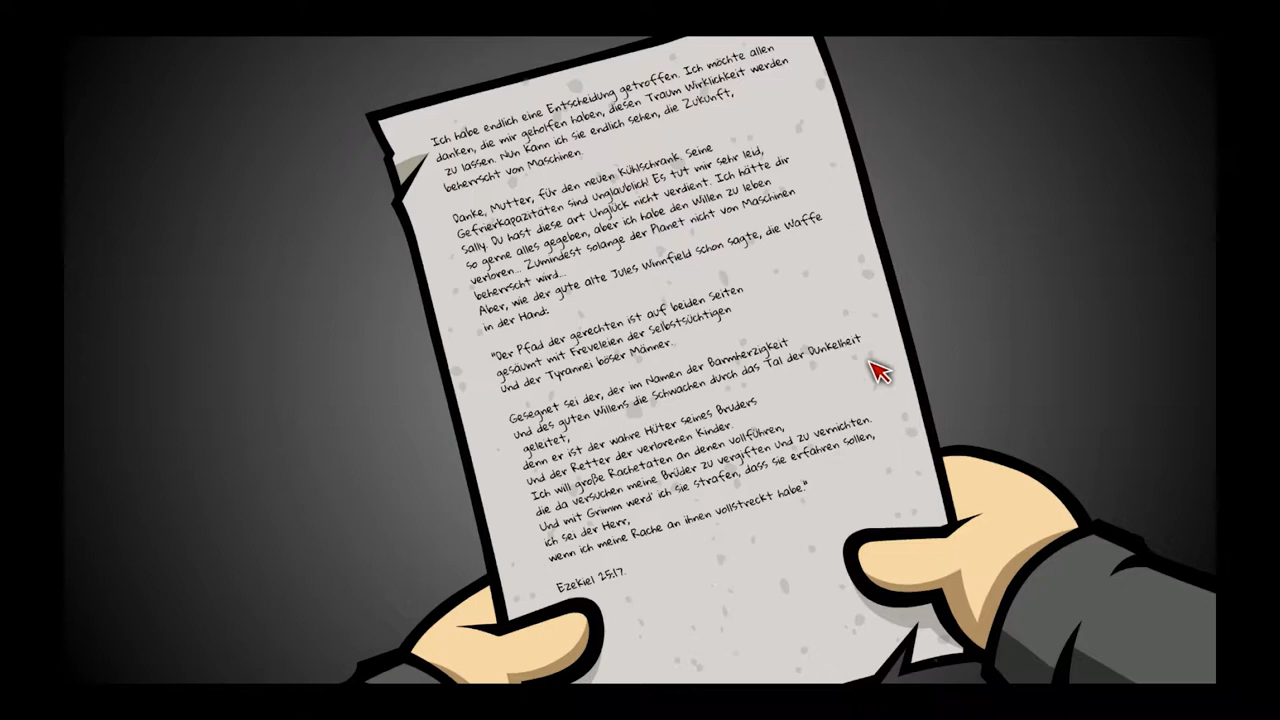 Ich habe endlich eine Entscheidung getroffen. Ich möchte allen
danken, die mir geholfen haben, diesen Traum Wirklichkeit werden
zu lassen. Nun kann ich sie endlich sehen, die Zukunft,
beherrscht von Maschinen.
Danke, Mutter, für den neuen Kühlschrank. Seine
Gefrierkapazitäten sind unglaublich! Es tut mir sehr leid,
Sally. Du hast diese art Unglück nicht verdient. Ich hätte dir
so gerne alles gegeben, aber ich habe den Willen zu leben
verloren... Zumindest solange der Planet nicht von Maschinen
beherrscht wird...
Aber, wie der gute alte Jules Winnfield schon sagte, die Waffe
in der Hand:
"Der Pfad der gerechten ist auf beiden Seiten
gesäumt mit Freveleien der Selbstsüchtigen
und der Tyrannei böser Männer.
Gesegnet sei der, der im Namen der Barmherzigkeit
und des guten Willens die Schwachen durch das Tal der Dunkelheit
geleitet,
denn er ist der wahre Hüter seines Bruders
und der Retter der verlorenen Kinder.
Ich will große Rachetaten an denen vollführen,
die da versuchen meine Brüder zu vergiften und zu vernichten.
Und mit Grimm werd' ich sie strafen, dass sie erfahren sollen,
ich sei der Herr,
wenn ich meine Rache an ihnen vollstreckt habe."
Ezekiel 25:17.